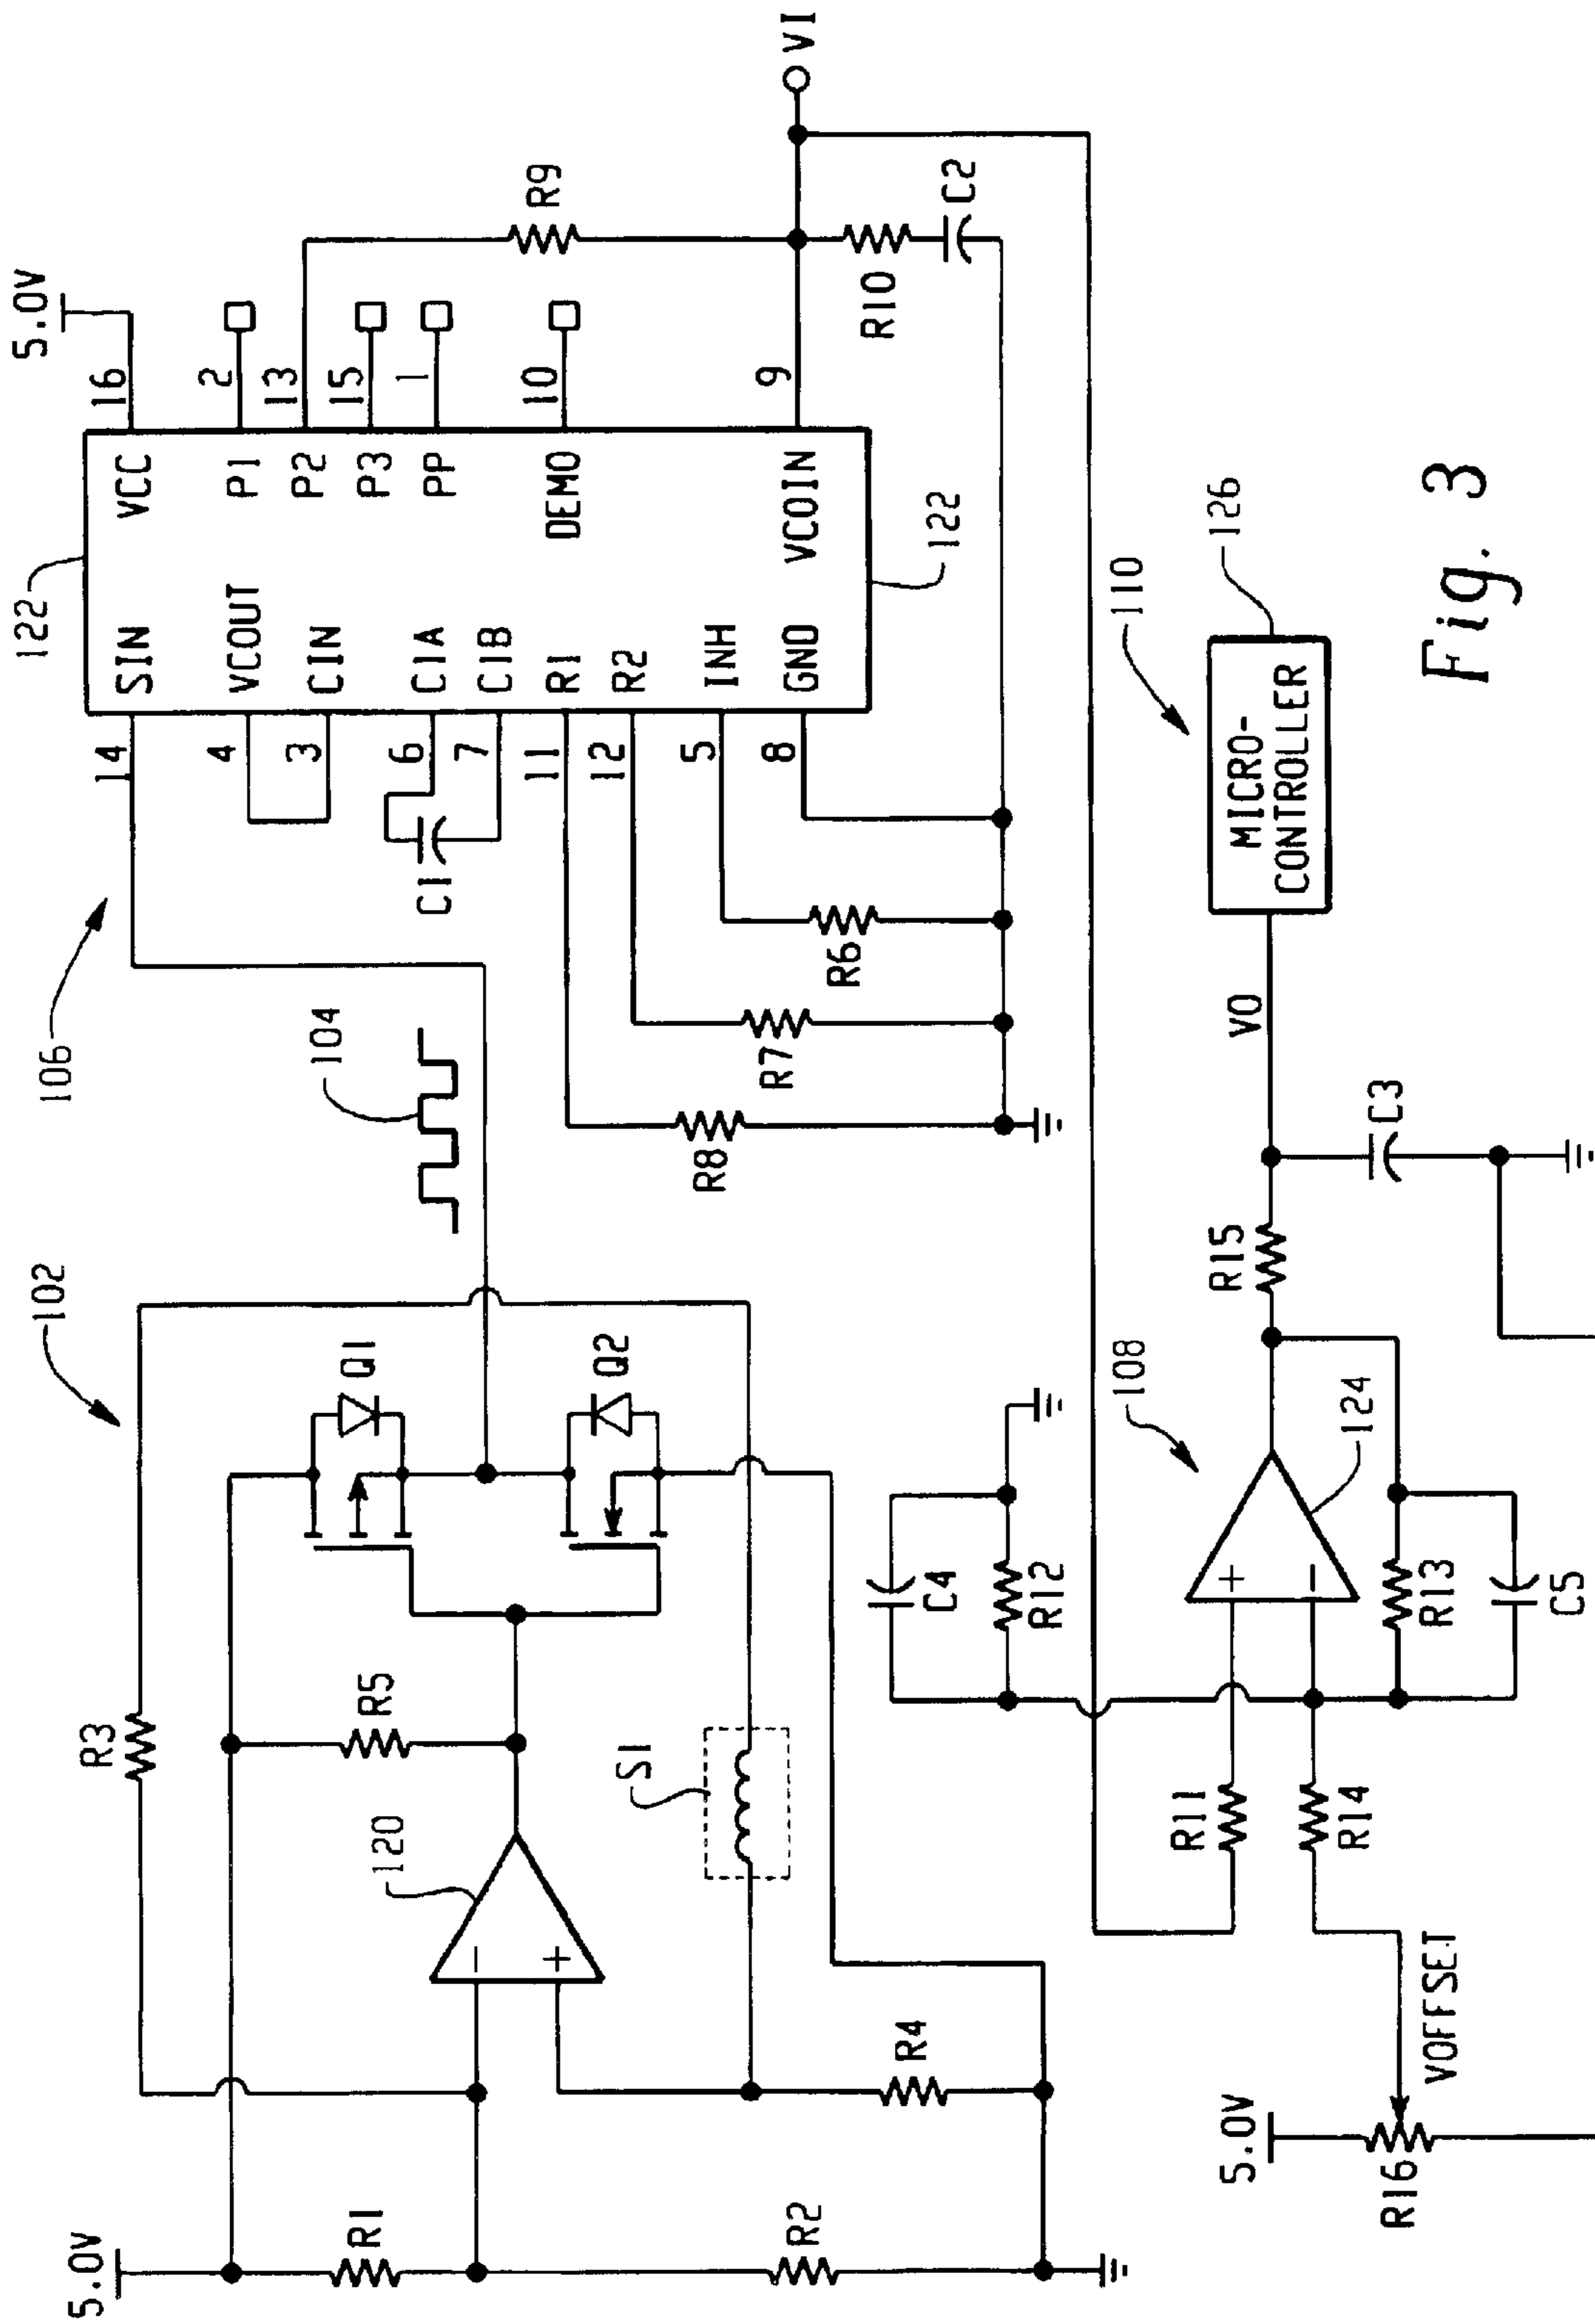 5.0V
R1
R2
R3
R4
R5
120
S1
Q1
Q2
102
104
106
122
SIN
VCOUT
CIN
C1A
C1B
R1
R2
INH
GND
VCC
P1
P2
P3
PP
DEMO
VCOIN
14
4
3
6
7
11
12
5
8
16
2
13
15
1
10
9
122
5.0V
C1
R8
R7
R6
R9
R10
C2
VI
5.0V
R16
VOFFSET
R11
R14
C4
R12
R13
C5
108
124
R15
C3
VO
110
MICRO-
CONTROLLER
126
Fig. 3